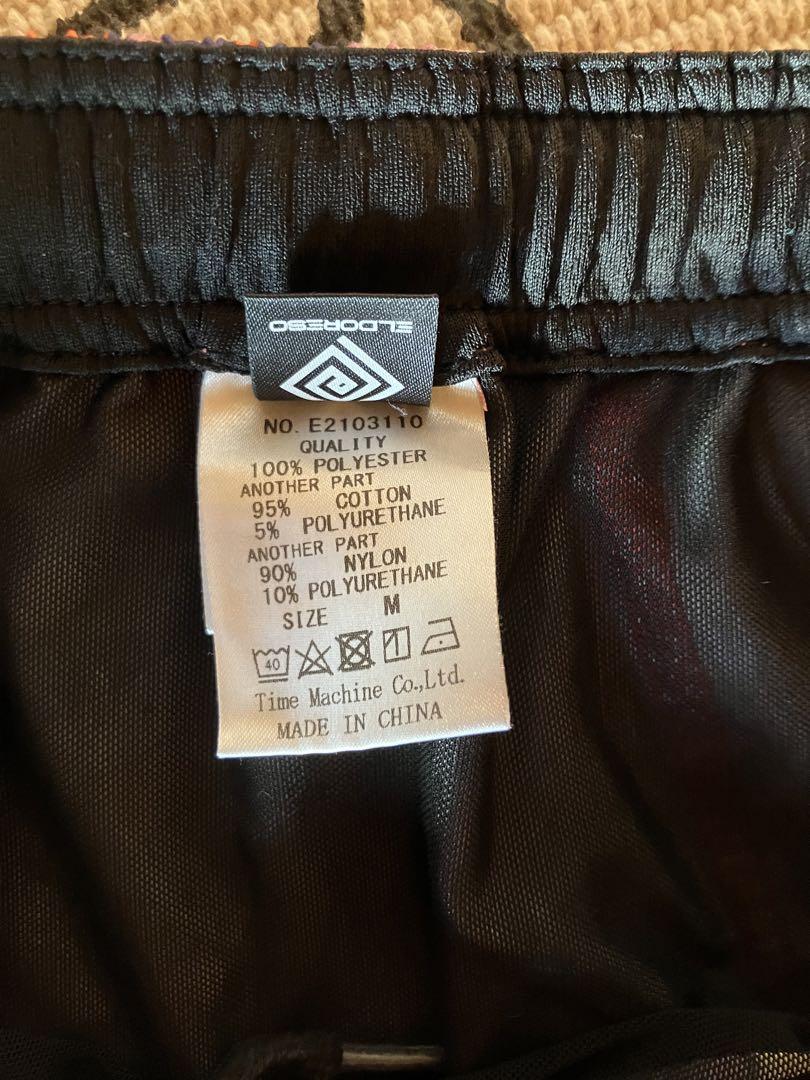 ELDORESO
NO. E2103110
QUALITY
100% POLYESTER
ANOTHER PART
95% COTTON
5% POLYURETHANE
ANOTHER PART
90% NYLON
10% POLYURETHANE
SIZE M
40
Time Machine Co.,Ltd.
MADE IN CHINA